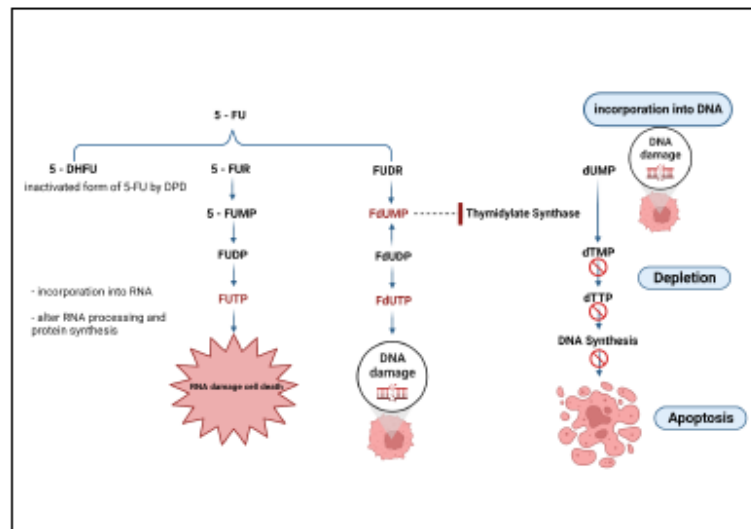 5 - FU
5 - DHFU
inactivated form of 5-FU by DPD
5 - FUR
5 - FUMP
FUDP
FUTP
- incorporation into RNA
- alter RNA processing and
protein synthesis
RNA damage cell death
FUDR
FdUMP
FdUDP
FdUTP
DNA
damage
Thymidylate Synthase
incorporation into DNA
DNA
damage
dUMP
dTMP
Depletion
dTTP
DNA Synthesis
Apoptosis